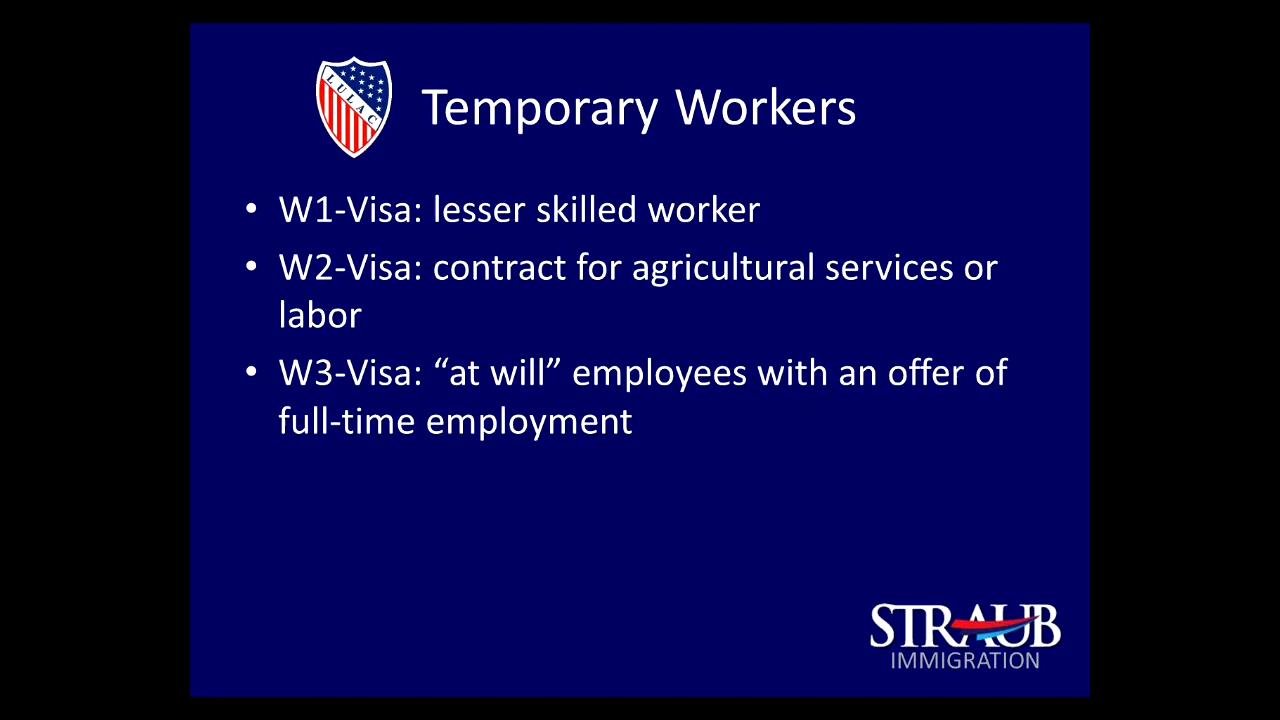 LULAC
Temporary Workers
• W1-Visa: lesser skilled worker
• W2-Visa: contract for agricultural services or
labor
• W3-Visa: “at will” employees with an offer of
full-time employment
STRAUB
IMMIGRATION